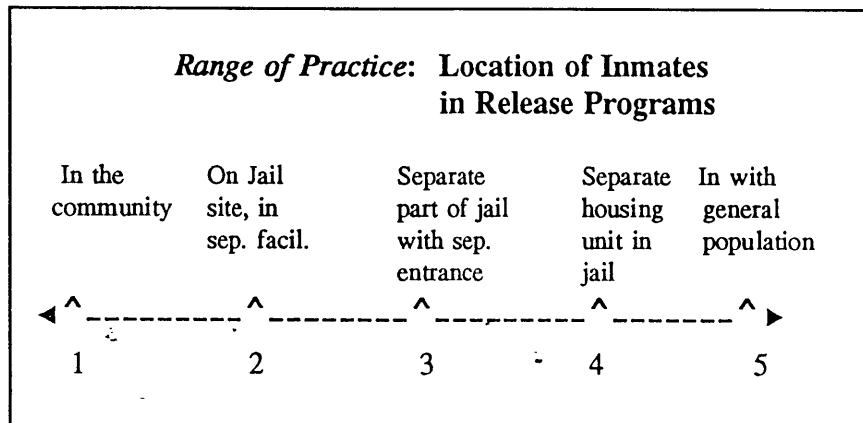 Range of Practice: Location of Inmates
in Release Programs
In the
community
On Jail
site, in
sep. facil.
Separate
part of jail
with sep.
entrance
Separate
housing
unit in
jail
In with
general
population
1 2 3 4 5